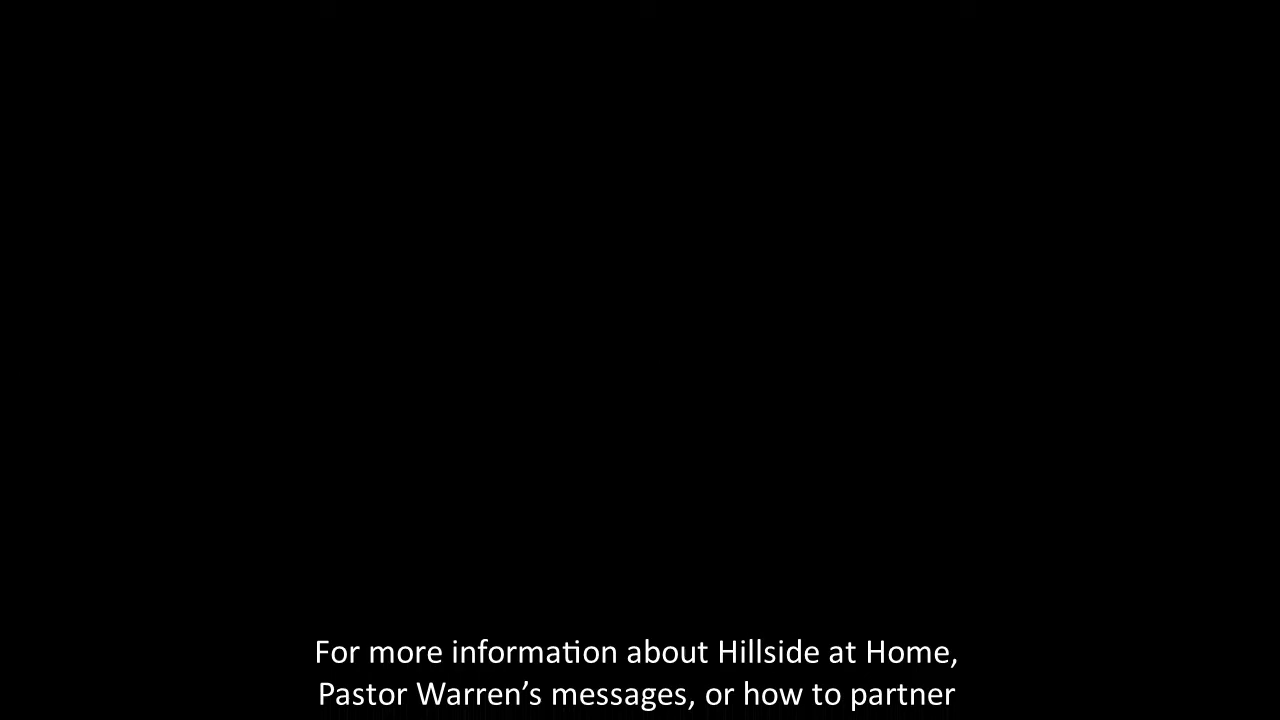 For more information about Hillside at Home,
Pastor Warren’s messages, or how to partner